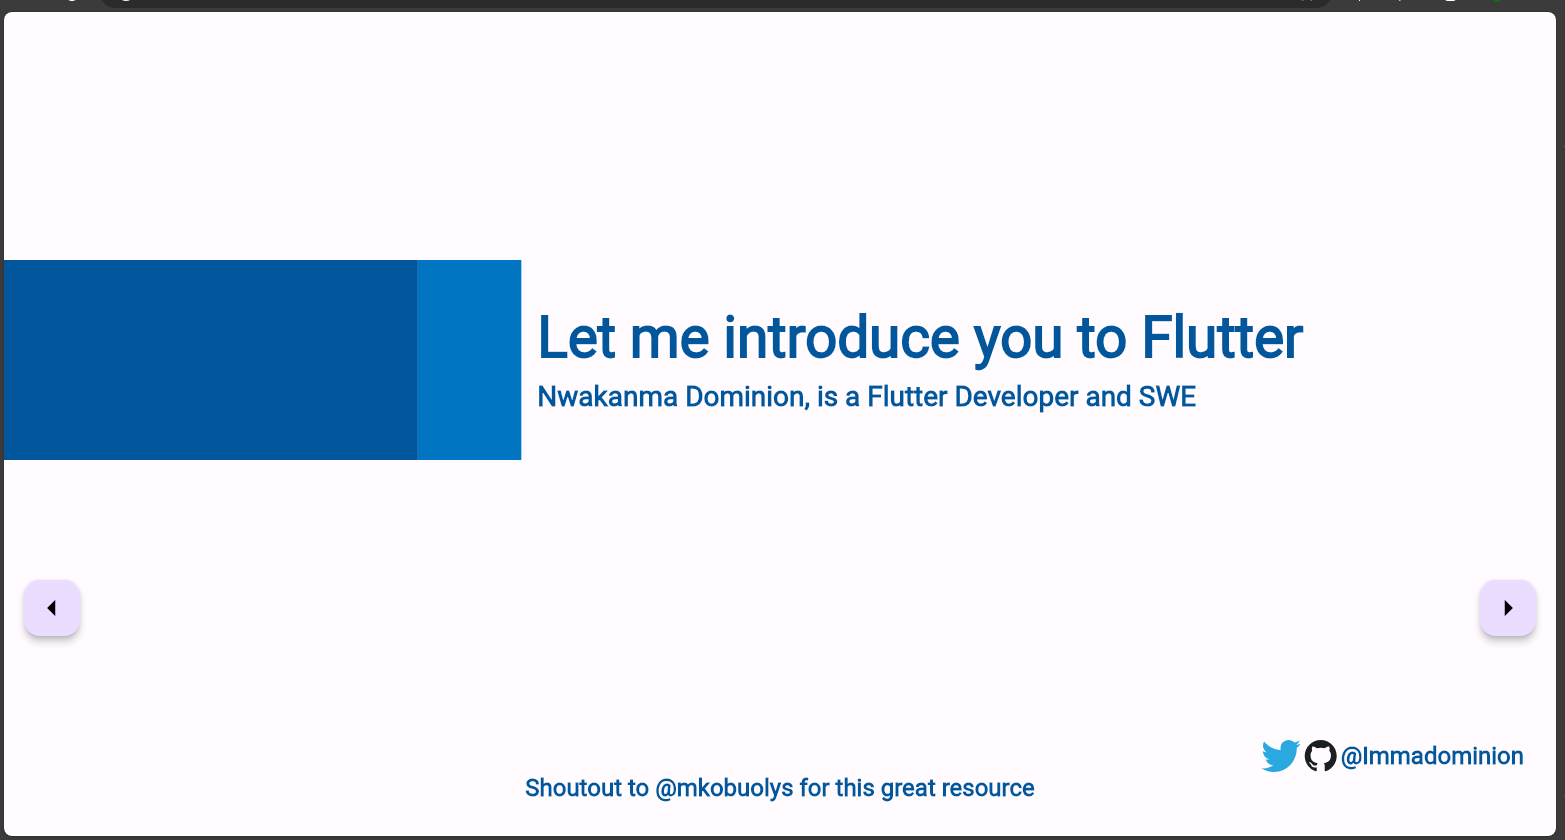 Let me introduce you to Flutter
Nwakanma Dominion, is a Flutter Developer and SWE
@Immadominion
Shoutout to @mkobuolys for this great resource